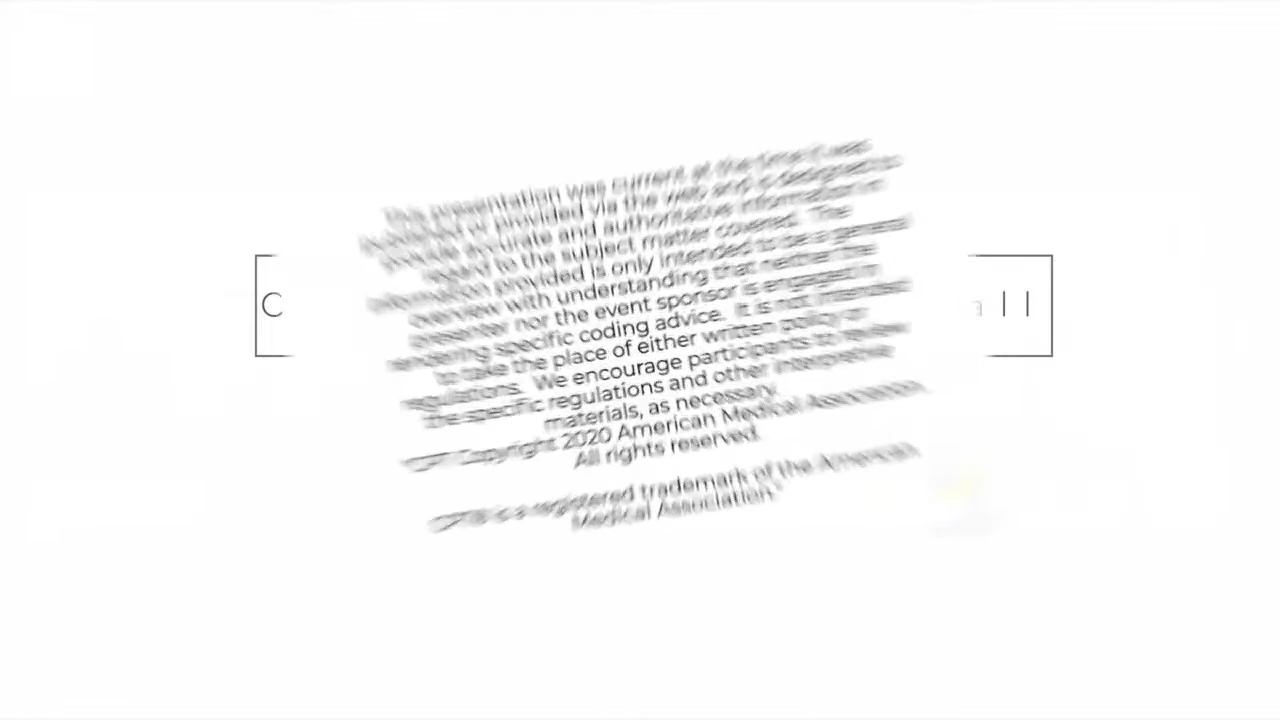 This presentation was current at the time it was
published or provided via the web and is designed to
provide accurate and authoritative information in
regard to the subject matter covered. The
information provided is only intended to be a general
overview with understanding that neither the
presenter nor the event sponsor is engaged in
rendering specific coding advice. It is not intended
to take the place of either written policy or
regulations. We encourage participants to review
the specific regulations and other interpretive
materials, as necessary.
CPT Copyright 2020 American Medical Association.
All rights reserved.
CPT® is a registered trademark of the American
Medical Association
C
a l l